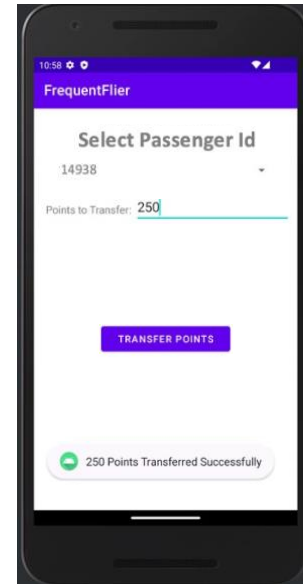 10:58
FrequentFlier
Select Passenger Id
14938
Points to Transfer: 250
TRANSFER POINTS
250 Points Transferred Successfully